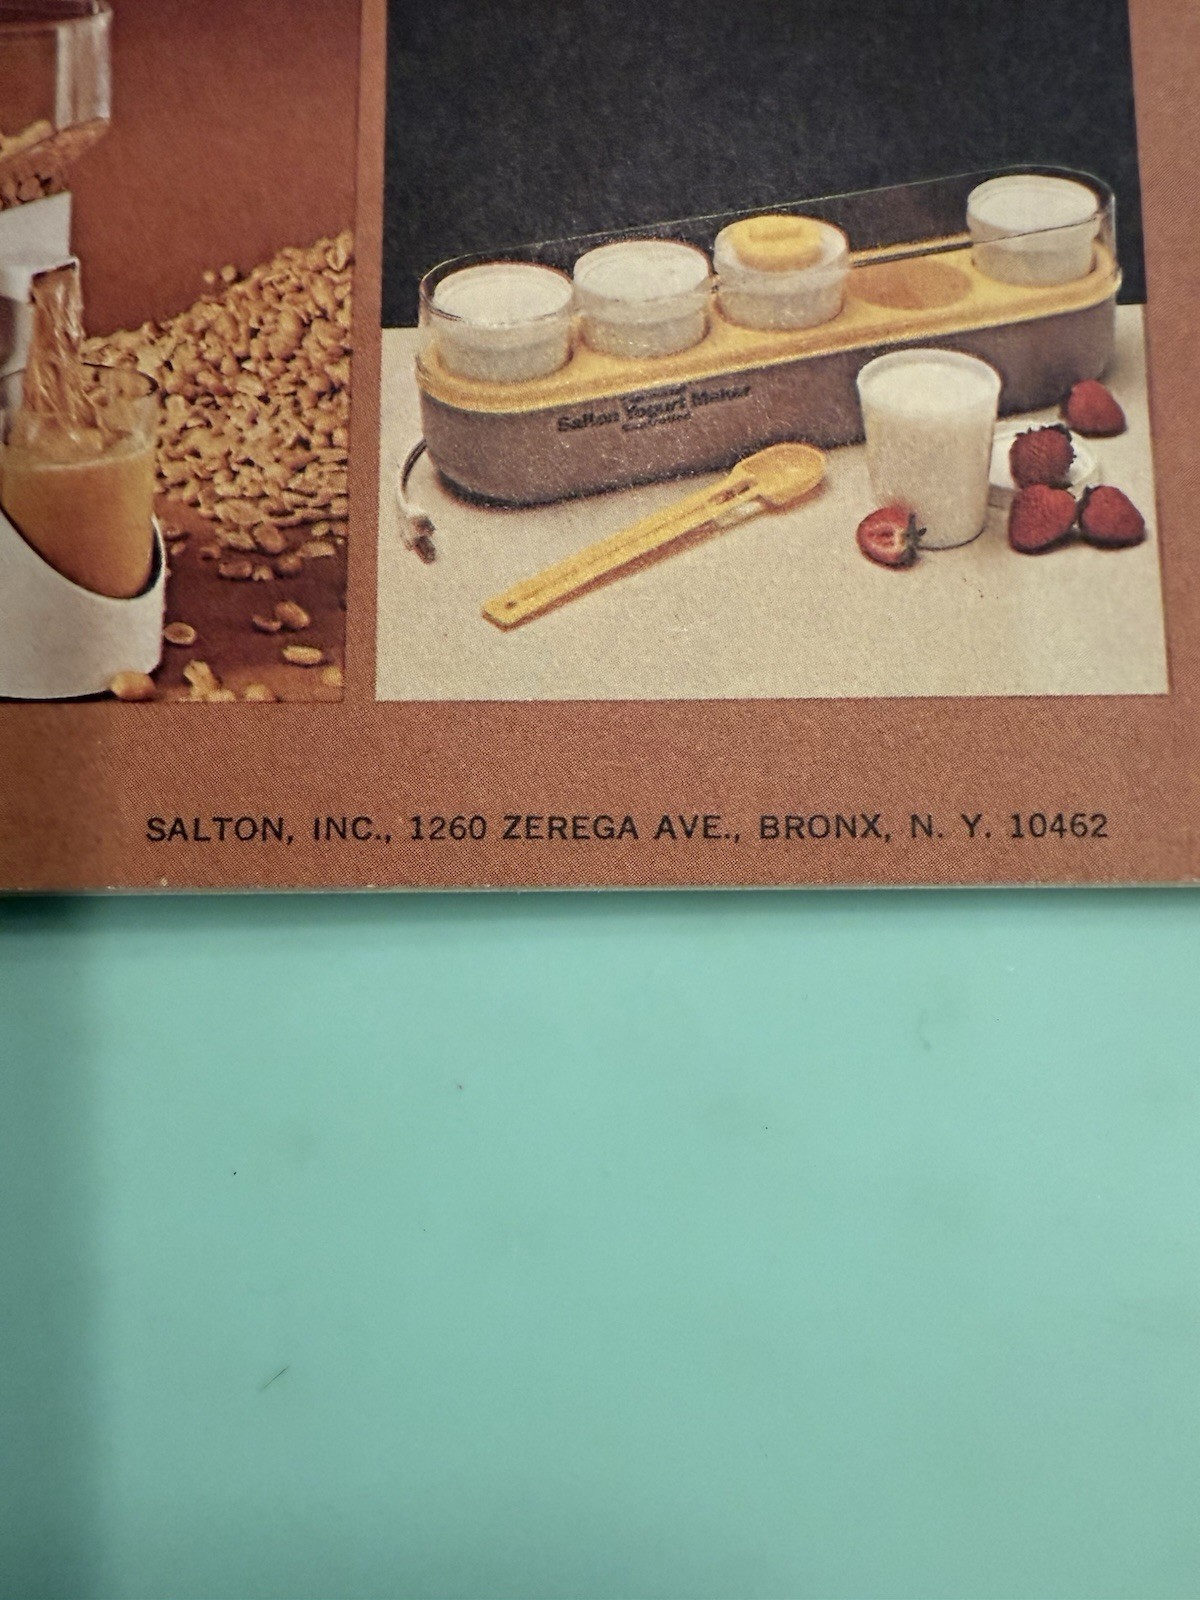 Salton Yogurt Maker
SALTON, INC., 1260 ZEREGA AVE., BRONX, N. Y. 10462